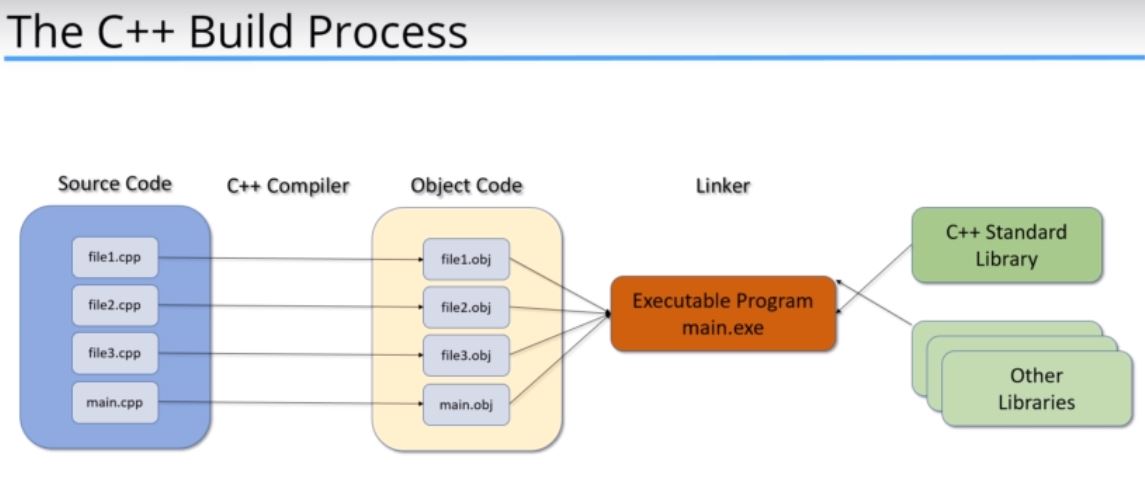 The C++ Build Process
Source Code
C++ Compiler
Object Code
Linker
file1.cpp
file2.cpp
file3.cpp
main.cpp
file1.obj
file2.obj
file3.obj
main.obj
Executable Program
main.exe
C++ Standard
Library
Other
Libraries